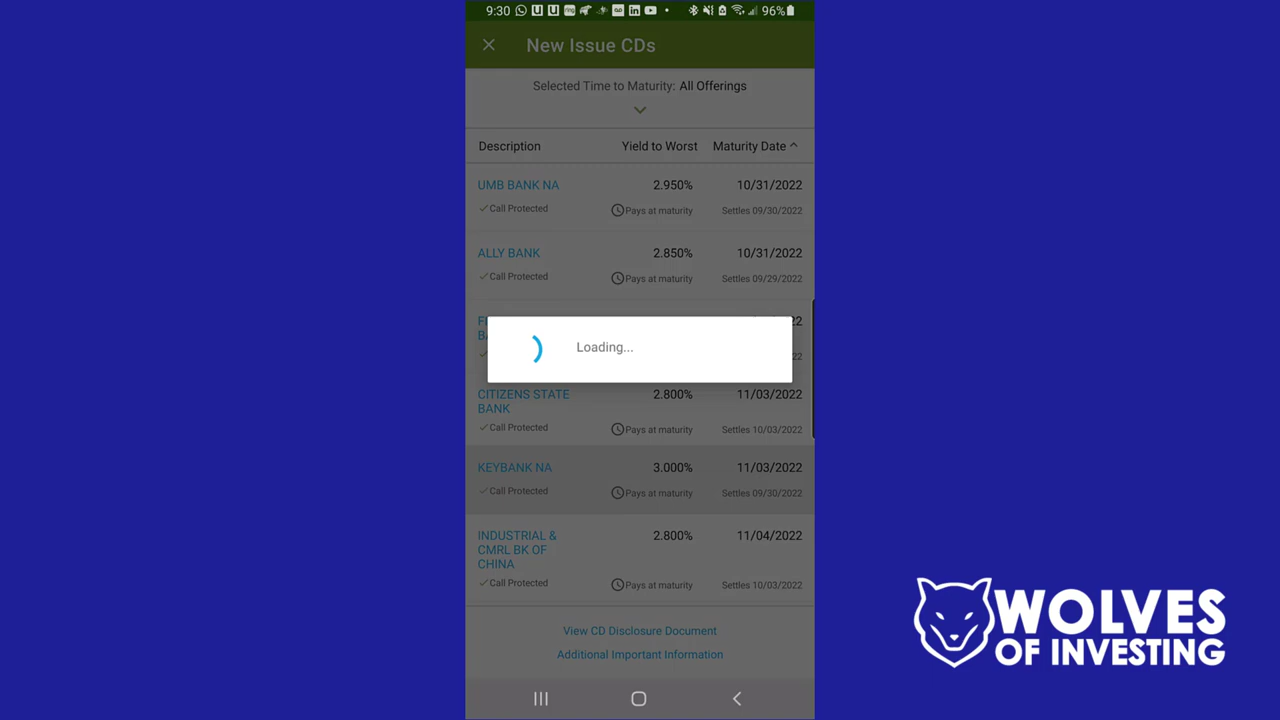 9:30 96%
New Issue CDs
Selected Time to Maturity: All Offerings
Description Yield to Worst Maturity Date
UMB BANK NA 2.950% 10/31/2022
Call Protected Pays at maturity Settles 09/30/2022
ALLY BANK 2.850% 10/31/2022
Call Protected Pays at maturity Settles 09/29/2022
Loading...
CITIZENS STATE 2.800% 11/03/2022
BANK
Call Protected Pays at maturity Settles 10/03/2022
KEYBANK NA 3.000% 11/03/2022
Call Protected Pays at maturity Settles 09/30/2022
INDUSTRIAL & 2.800% 11/04/2022
CMRL BK OF
CHINA
Call Protected Pays at maturity Settles 10/03/2022
View CD Disclosure Document
Additional Important Information
WOLVES
OF INVESTING